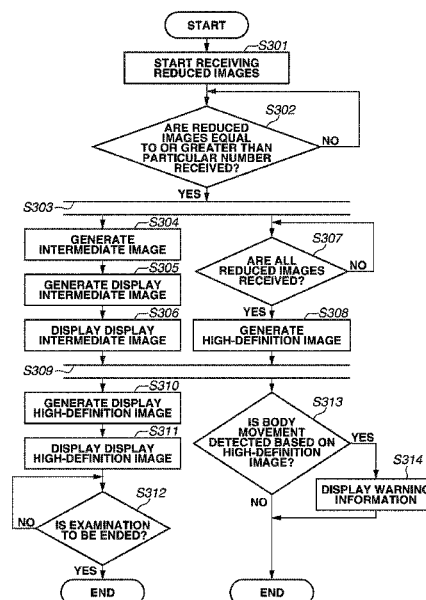 START
S301
START RECEIVING
REDUCED IMAGES
S302
ARE REDUCED
IMAGES EQUAL
TO OR GREATER THAN
PARTICULAR NUMBER
RECEIVED?
NO
YES
S303
S304
GENERATE
INTERMEDIATE IMAGE
S305
GENERATE DISPLAY
INTERMEDIATE IMAGE
S306
DISPLAY DISPLAY
INTERMEDIATE IMAGE
S307
ARE ALL
REDUCED IMAGES
RECEIVED?
NO
YES
S308
GENERATE
HIGH-DEFINITION IMAGE
S309
S310
GENERATE DISPLAY
HIGH-DEFINITION IMAGE
S311
DISPLAY DISPLAY
HIGH-DEFINITION IMAGE
S312
IS EXAMINATION
TO BE ENDED?
NO
YES
END
S313
IS BODY
MOVEMENT
DETECTED BASED ON
HIGH-DEFINITION
IMAGE?
YES
S314
DISPLAY WARNING
INFORMATION
NO
END